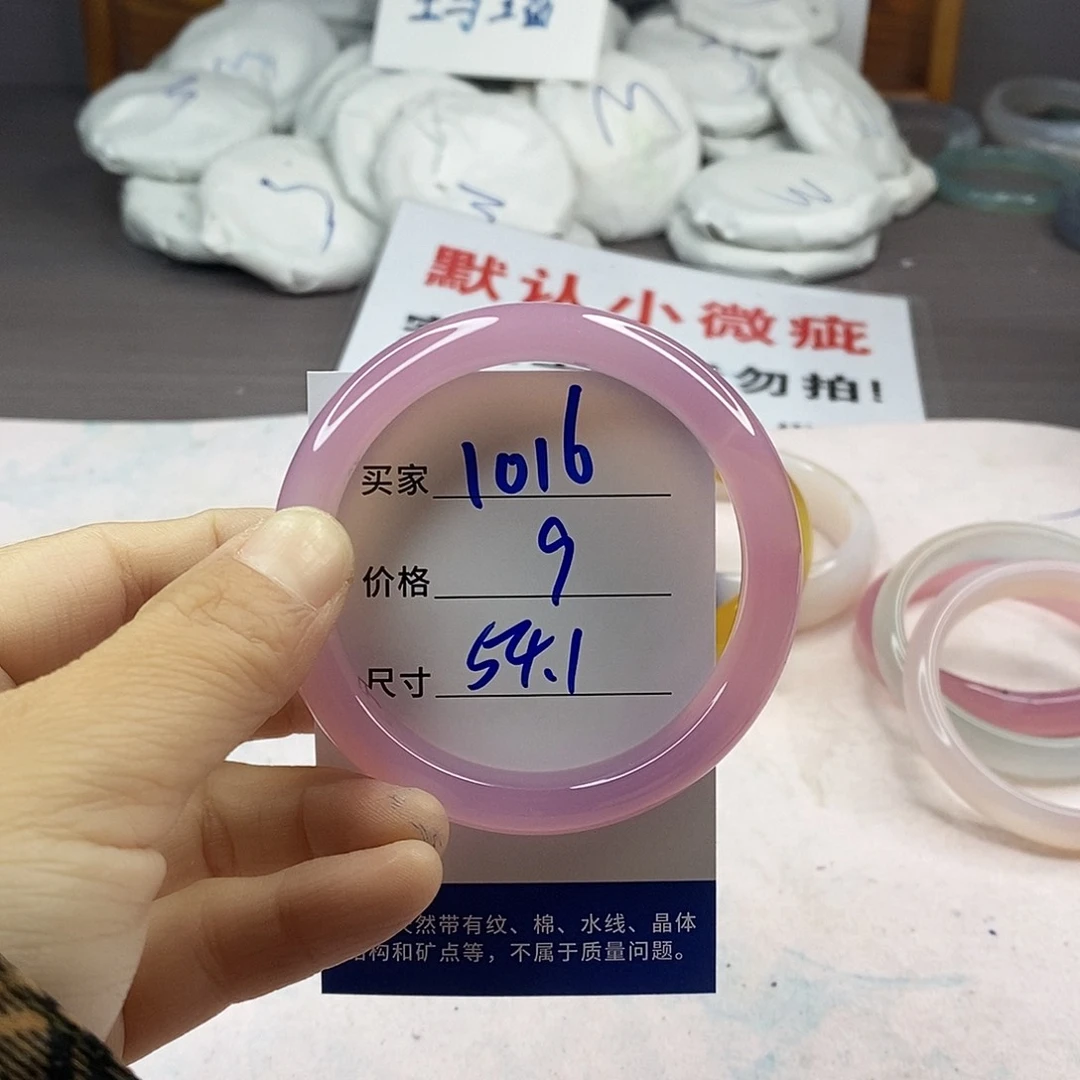 默认小微疵
勿拍!
买家 1016
价格 9
尺寸 54.1
然带有纹、棉、水线、晶体
构和矿点等，不属于质量问题。